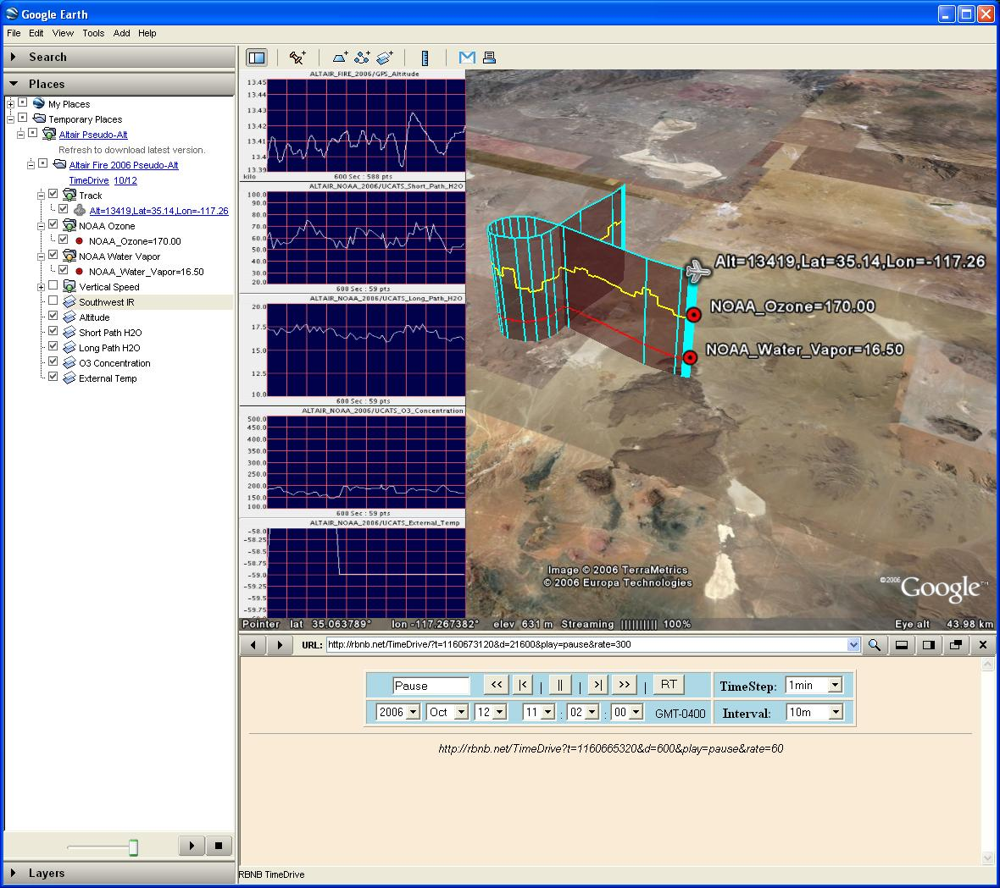 Google Earth
File Edit View Tools Add Help
Search
Places
My Places
Temporary Places
Altair Pseudo-Alt
Refresh to download latest version.
Altair Fire 2006 Pseudo-Alt
TimeDrive 10/12
Track
Alt=13419,Lat=35.14,Lon=-117.26
NOAA Ozone
NOAA_Ozone=170.00
NOAA Water Vapor
NOAA_Water_Vapor=16.50
Vertical Speed
Southwest IR
Altitude
Short Path H2O
Long Path H2O
O3 Concentration
External Temp
Layers
ALTAIR_FIRE_2006/GPS_Altitude
13.45
13.44
13.43
13.42
13.41
13.4
13.39
kilo
600 Sec : 588 pts
ALTAIR_NOAA_2006/UCATS_Short_Path_H2O
100.0
90.0
80.0
70.0
60.0
50.0
40.0
30.0
20.0
600 Sec : 59 pts
ALTAIR_NOAA_2006/UCATS_Long_Path_H2O
20.0
17.5
15.0
12.5
10.0
600 Sec : 59 pts
ALTAIR_NOAA_2006/UCATS_O3_Concentration
500.0
450.0
400.0
350.0
300.0
250.0
200.0
150.0
100.0
600 Sec : 59 pts
ALTAIR_NOAA_2006/UCATS_External_Temp
-58.0
-58.25
-58.5
-58.75
-59.0
-59.25
-59.5
-59.75
Alt=13419,Lat=35.14,Lon=-117.26
NOAA_Ozone=170.00
NOAA_Water_Vapor=16.50
Image © 2006 TerraMetrics
© 2006 Europa Technologies
©2006 Google™
Pointer lat 35.063789° lon -117.267382° elev 631 m Streaming |||||||||| 100% Eye alt 43.98 km
URL: http://rbnb.net/TimeDrive/?t=1160673120&d=21600&play=pause&rate=300
Pause << |< | || | >| >> | RT TimeStep: 1min
2006 Oct 12 11 : 02 : 00 GMT-0400 Interval: 10m
http://rbnb.net/TimeDrive?t=1160665320&d=600&play=pause&rate=60
RBNB TimeDrive